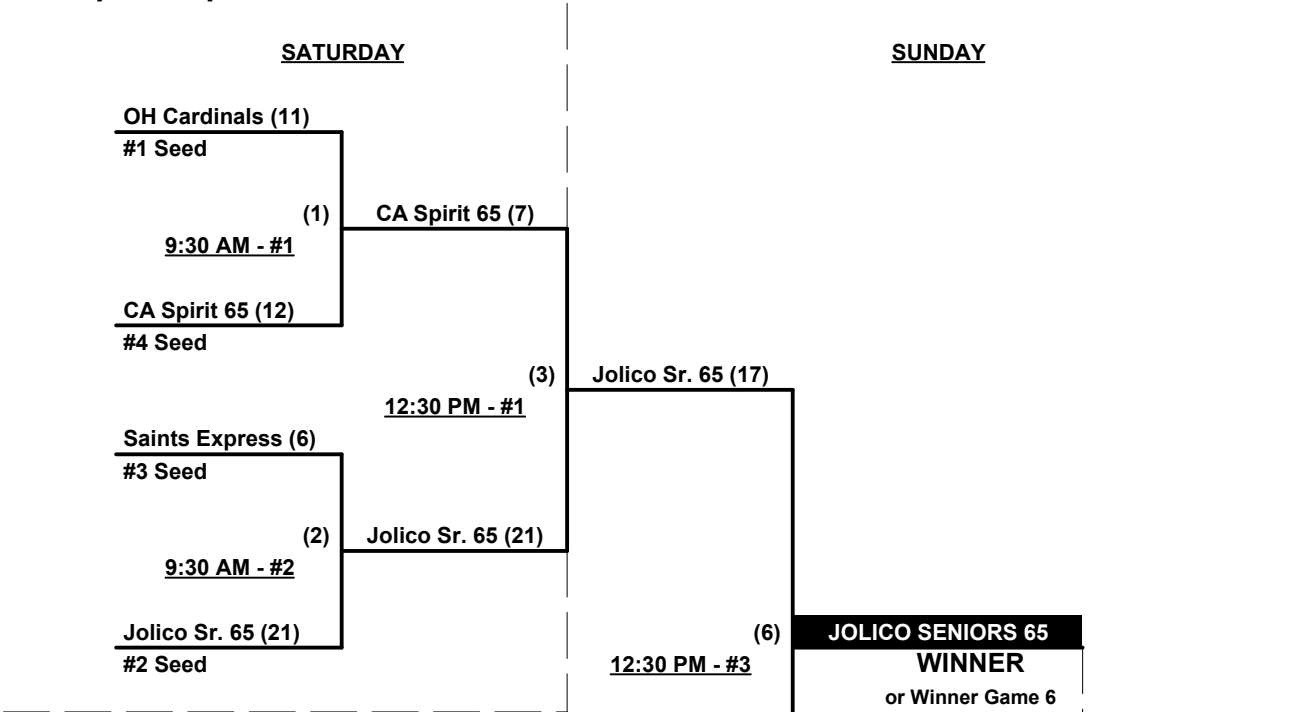 SATURDAY
SUNDAY
OH Cardinals (11)
#1 Seed
(1)
CA Spirit 65 (7)
9:30 AM - #1
CA Spirit 65 (12)
#4 Seed
(3)
Jolico Sr. 65 (17)
12:30 PM - #1
Saints Express (6)
#3 Seed
(2)
Jolico Sr. 65 (21)
9:30 AM - #2
Jolico Sr. 65 (21)
#2 Seed
(6)
JOLICO SENIORS 65
12:30 PM - #3
WINNER
or Winner Game 6